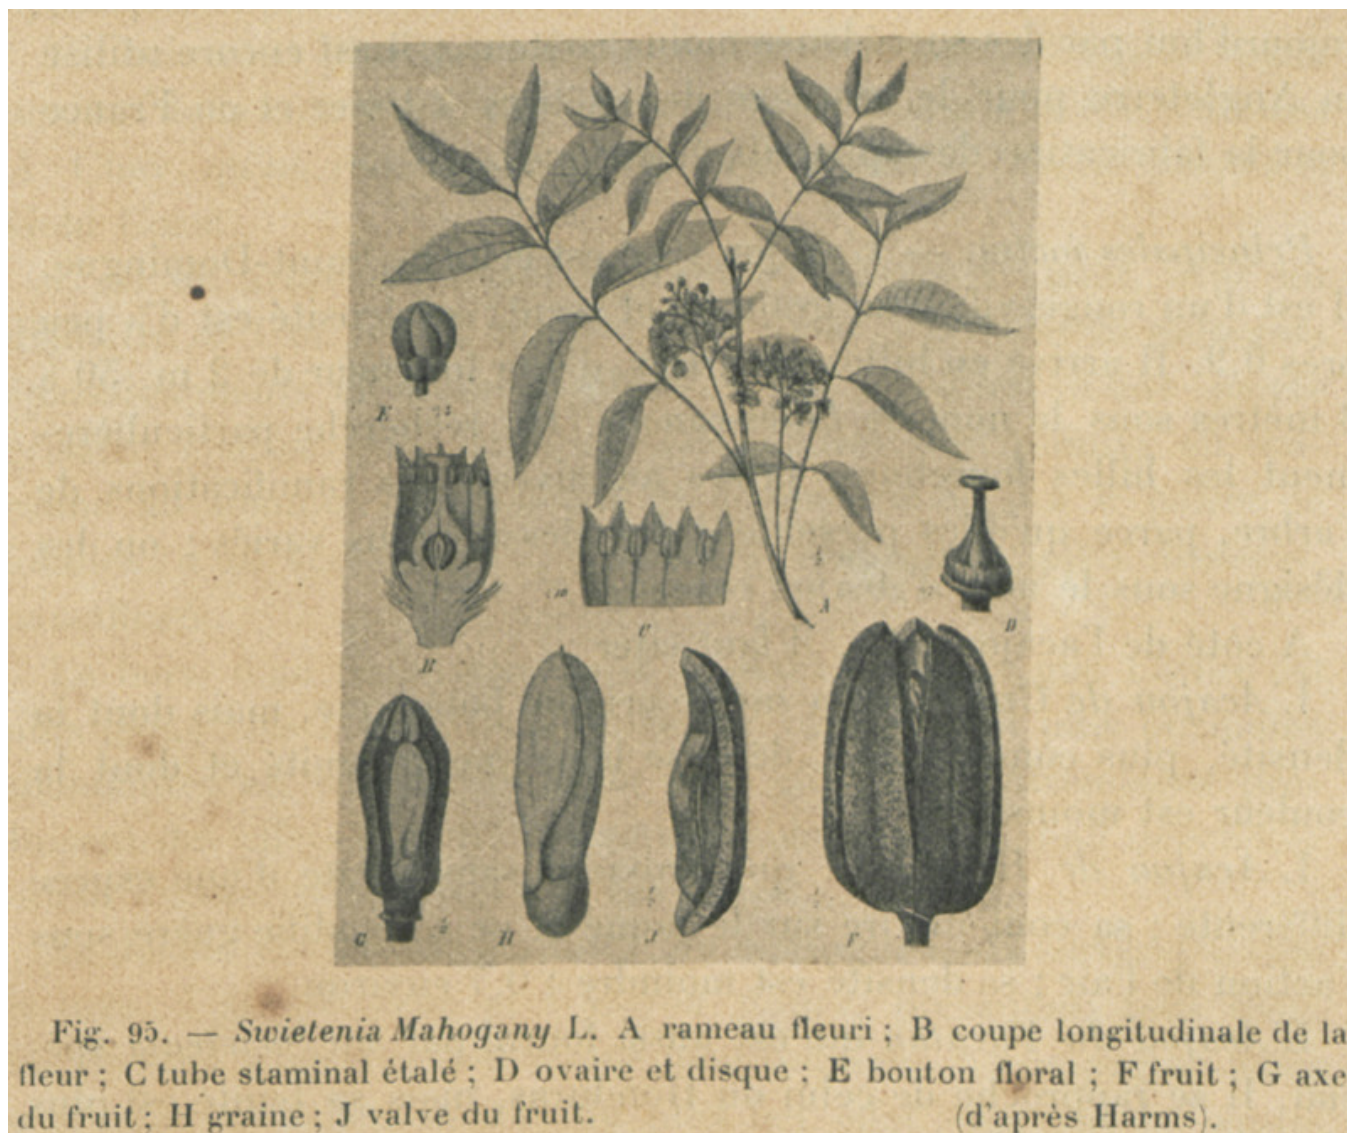 E
B
C
A
D
G
H
J
F
Fig. 95. — Swietenia Mahogany L. A rameau fleuri ; B coupe longitudinale de la
fleur ; C tube staminal étalé ; D ovaire et disque ; E bouton floral ; F fruit ; G axe
du fruit ; H graine ; J valve du fruit. (d'après Harms).